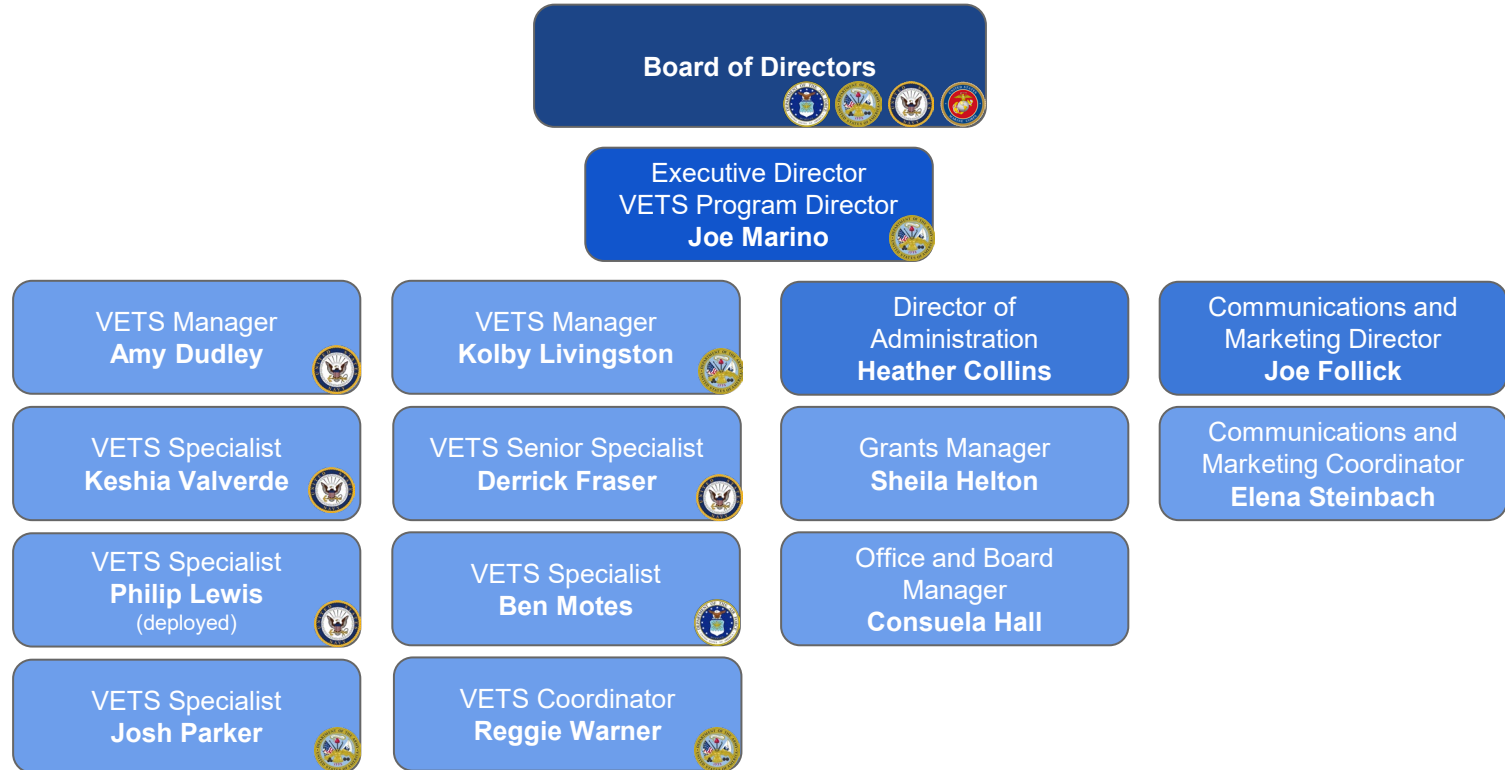 Board of Directors
Executive Director
VETS Program Director
Joe Marino
VETS Manager
Amy Dudley
VETS Manager
Kolby Livingston
Director of
Administration
Heather Collins
Communications and
Marketing Director
Joe Follick
VETS Specialist
Keshia Valverde
VETS Senior Specialist
Derrick Fraser
Grants Manager
Sheila Helton
Communications and
Marketing Coordinator
Elena Steinbach
VETS Specialist
Philip Lewis
(deployed)
VETS Specialist
Ben Motes
Office and Board
Manager
Consuela Hall
VETS Specialist
Josh Parker
VETS Coordinator
Reggie Warner